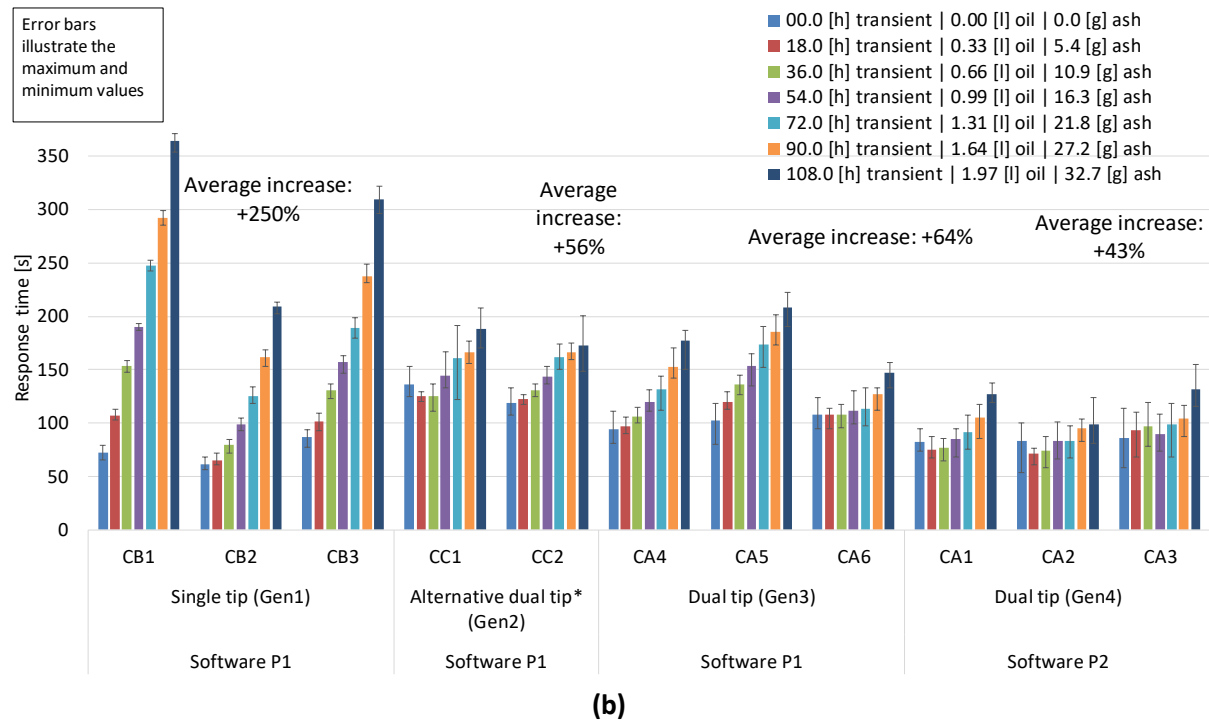 Error bars
illustrate the
maximum and
minimum values
00.0 [h] transient | 0.00 [l] oil | 0.0 [g] ash
18.0 [h] transient | 0.33 [l] oil | 5.4 [g] ash
36.0 [h] transient | 0.66 [l] oil | 10.9 [g] ash
54.0 [h] transient | 0.99 [l] oil | 16.3 [g] ash
72.0 [h] transient | 1.31 [l] oil | 21.8 [g] ash
90.0 [h] transient | 1.64 [l] oil | 27.2 [g] ash
108.0 [h] transient | 1.97 [l] oil | 32.7 [g] ash
Response time [s]
350
300
250
200
150
100
50
0
Average increase:
+250%
Average
increase:
+56%
Average increase: +64%
Average increase:
+43%
CB1 CB2 CB3 CC1 CC2 CA4 CA5 CA6 CA1 CA2 CA3
Single tip (Gen1) Alternative dual tip* Dual tip (Gen3) Dual tip (Gen4)
(Gen2)
Software P1 Software P1 Software P1 Software P2
(b)